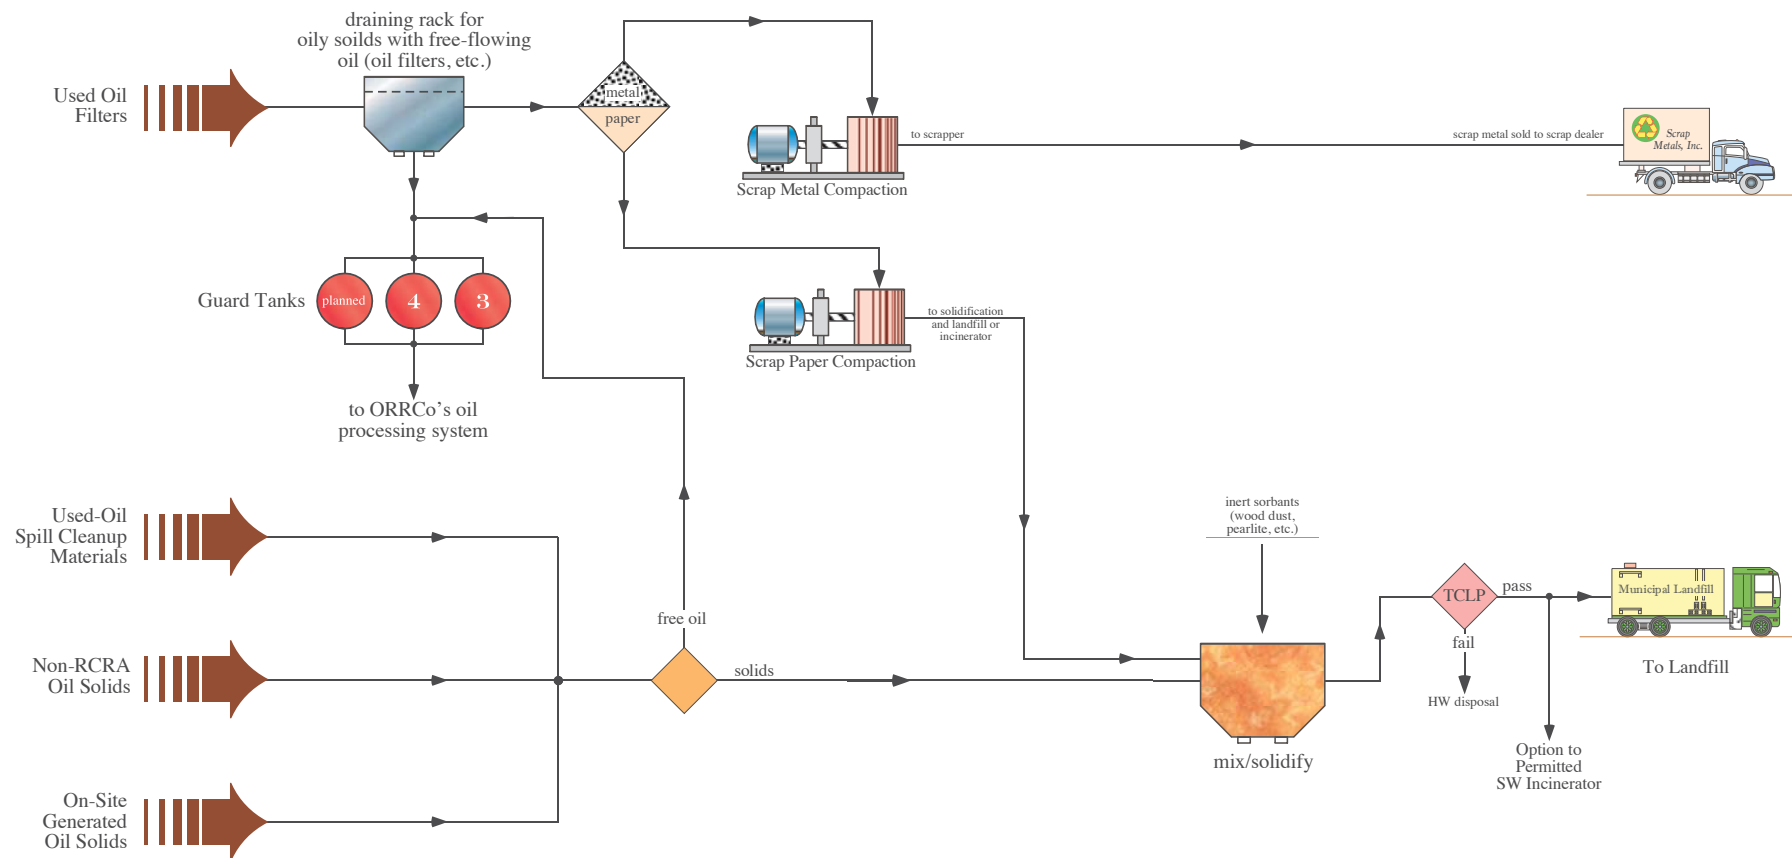 draining rack for
oily soilds with free-flowing
oil (oil filters, etc.)
Used Oil
Filters
metal
paper
Scrap Metal Compaction
to scrapper
scrap metal sold to scrap dealer
Scrap
Metals, Inc.
Guard Tanks
planned
4
3
to ORRCo's oil
processing system
Scrap Paper Compaction
to solidification
and landfill or
incinerator
Used-Oil
Spill Cleanup
Materials
Non-RCRA
Oil Solids
On-Site
Generated
Oil Solids
free oil
solids
inert sorbants
(wood dust,
pearlite, etc.)
mix/solidify
TCLP
pass
fail
HW disposal
Option to
Permitted
SW Incinerator
Municipal Landfill
To Landfill